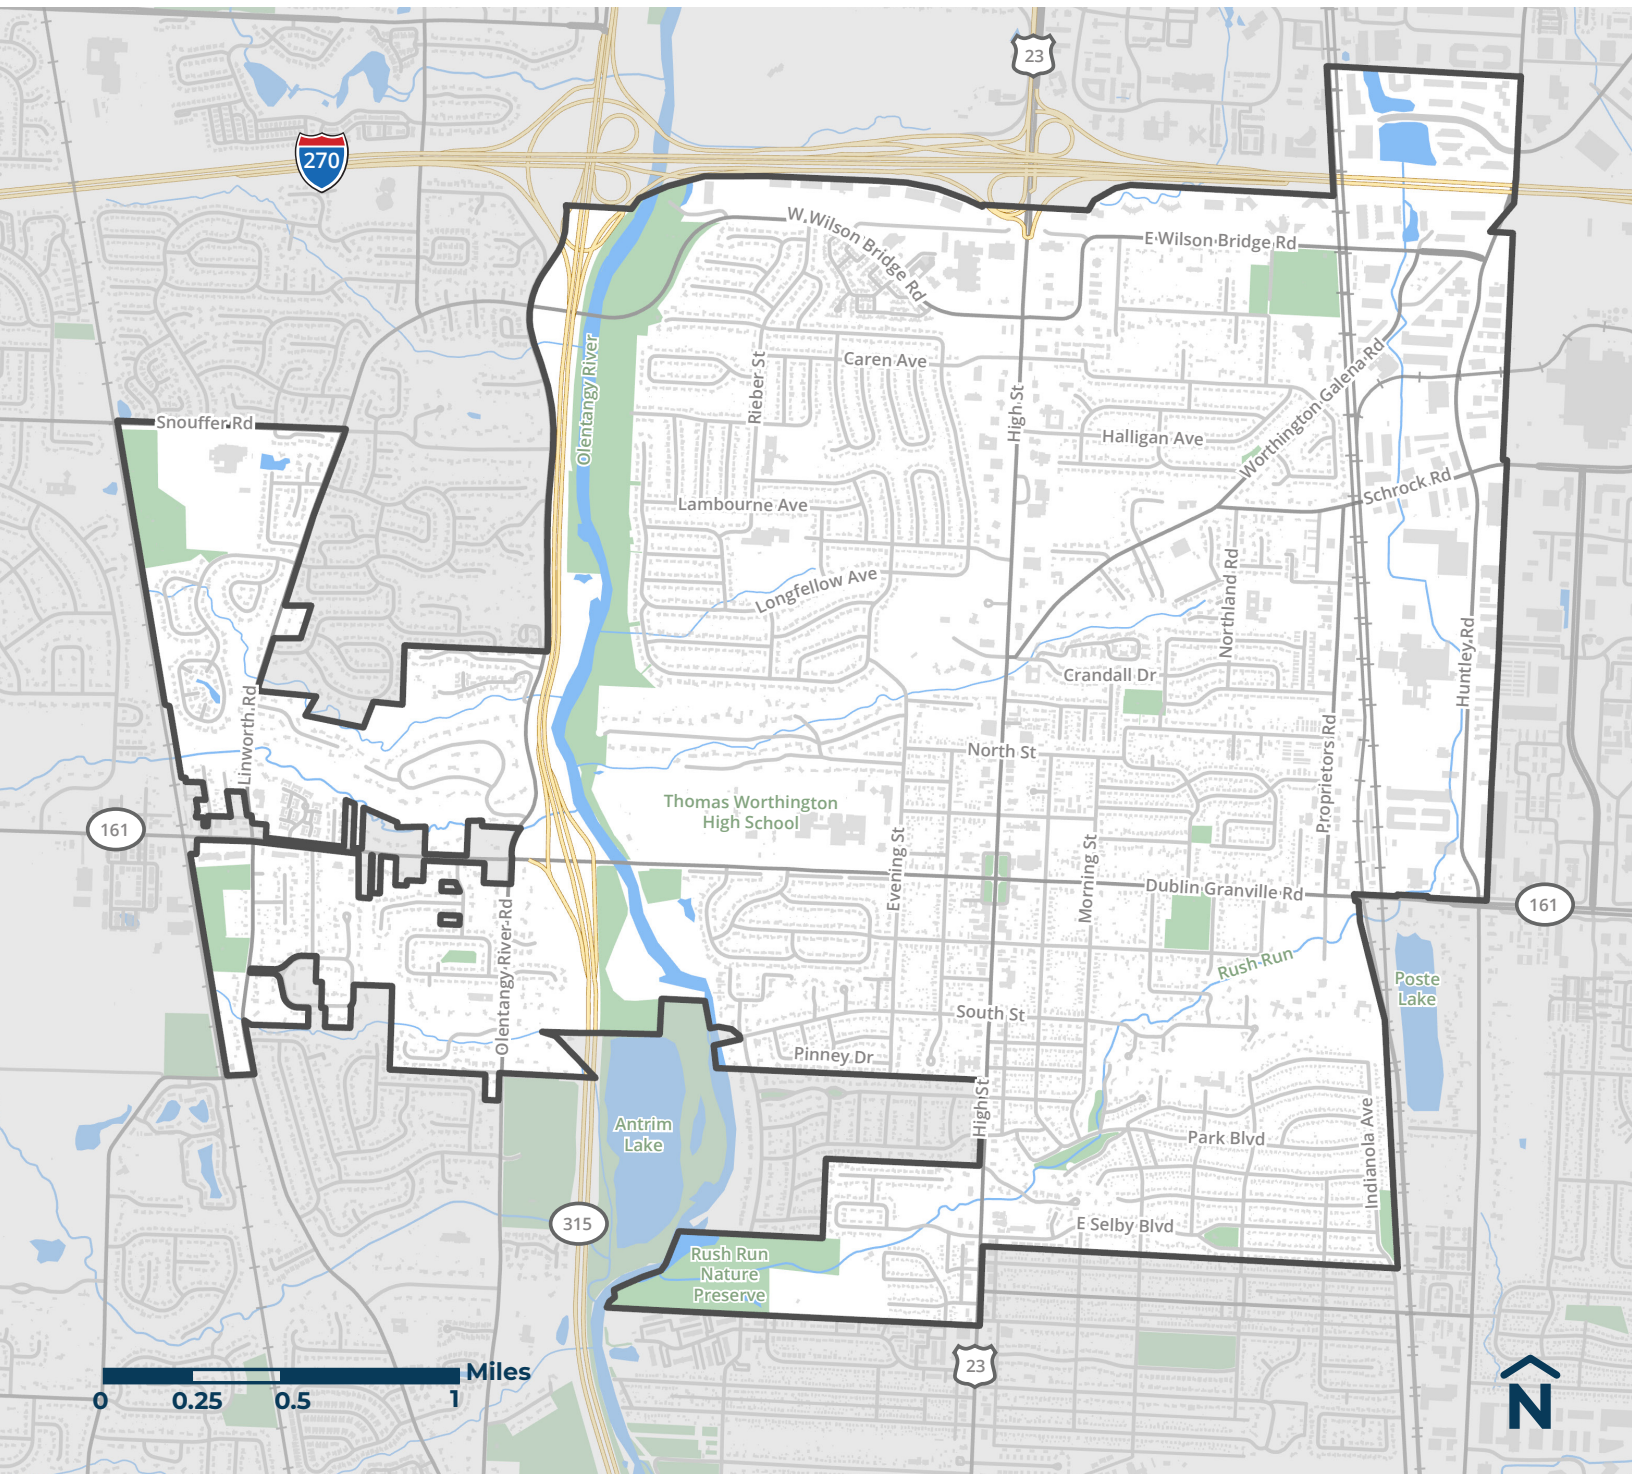 23
270
W Wilson Bridge Rd
E Wilson Bridge Rd
Olentangy River
Rieber St
Caren Ave
High St
Worthington Galena Rd
Snouffer Rd
Halligan Ave
Schrock Rd
Lambourne Ave
Longfellow Ave
Northland Rd
Huntley Rd
Crandall Dr
Linworth Rd
North St
Proprietors Rd
Thomas Worthington
High School
161
Evening St
Morning St
Dublin Granville Rd
161
Olentangy River Rd
Rush Run
Poste
Lake
South St
Pinney Dr
High St
Antrim
Lake
Park Blvd
Indianola Ave
315
E Selby Blvd
Rush Run
Nature
Preserve
23
Miles
0
0.25
0.5
1
N